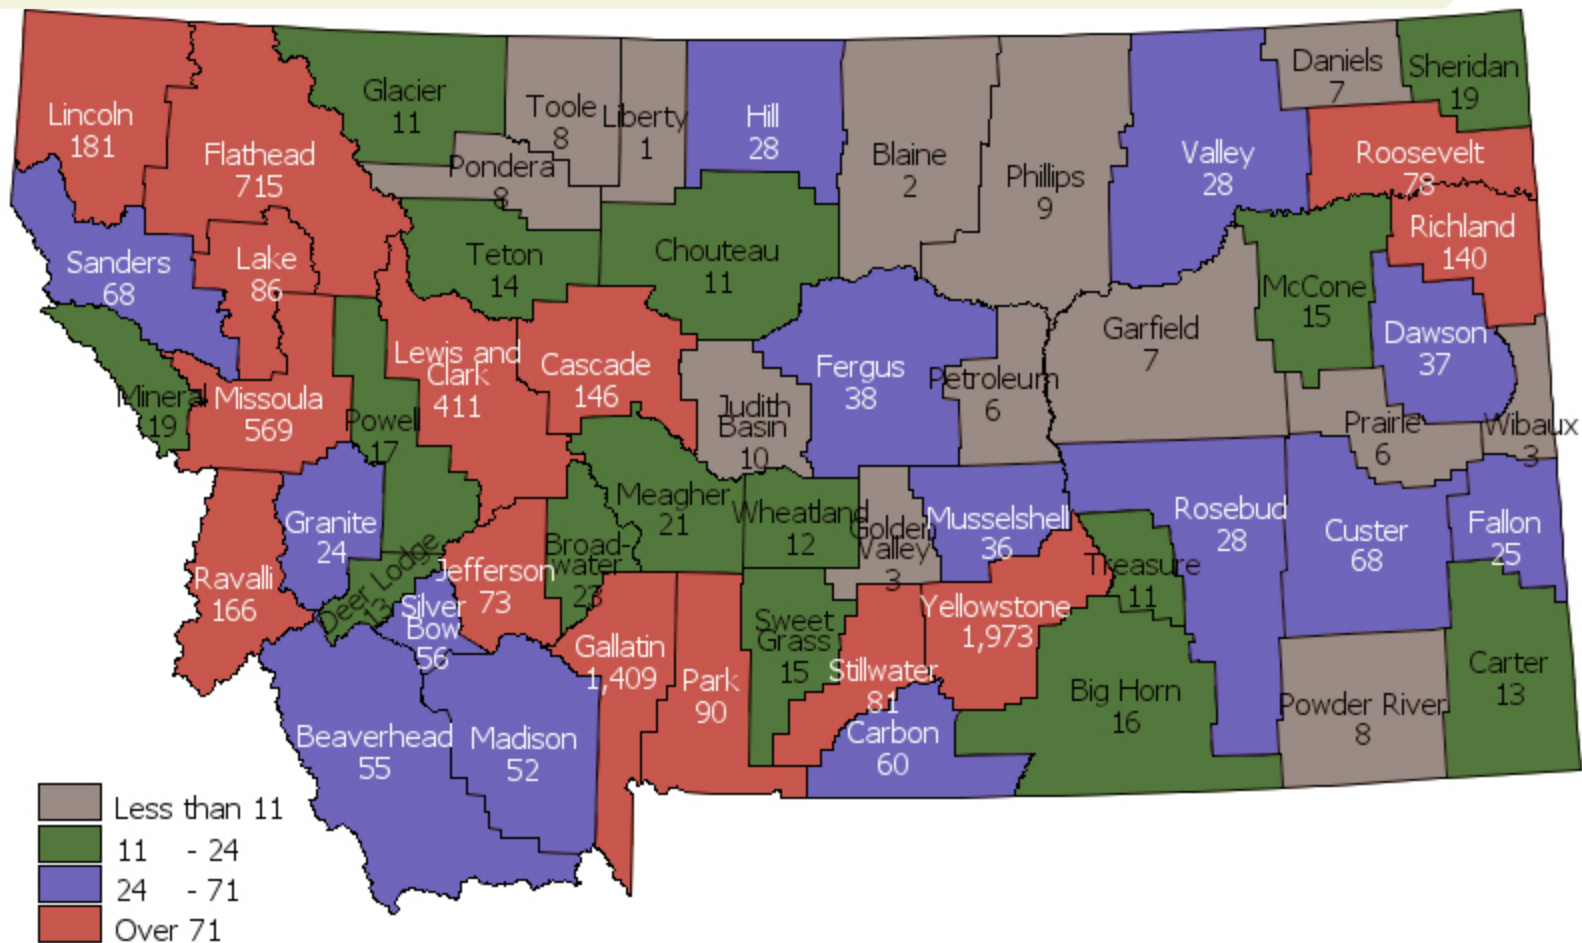 Lincoln
181
Flathead
715
Glacier
11
Toole
8
Liberty
1
Hill
28
Blaine
2
Phillips
9
Valley
28
Daniels
7
Sheridan
19
Roosevelt
78
Pondera
8
Sanders
68
Lake
86
Teton
14
Chouteau
11
Richland
140
McCone
15
Dawson
37
Garfield
7
Mineral
19
Missoula
569
Powell
17
Lewis and
Clark
411
Cascade
146
Judith
Basin
10
Fergus
38
Petroleum
6
Prairie
6
Wibaux
3
Granite
24
Ravalli
166
Deer Lodge
13
Silver
Bow
56
Jefferson
73
Broad-
water
23
Meagher
21
Wheatland
12
Golden
Valley
3
Musselshell
36
Rosebud
28
Custer
68
Fallon
25
Treasure
11
Gallatin
1,409
Park
90
Sweet
Grass
15
Stillwater
81
Yellowstone
1,973
Big Horn
16
Powder River
8
Carter
13
Beaverhead
55
Madison
52
Carbon
60
Less than 11
11 - 24
24 - 71
Over 71